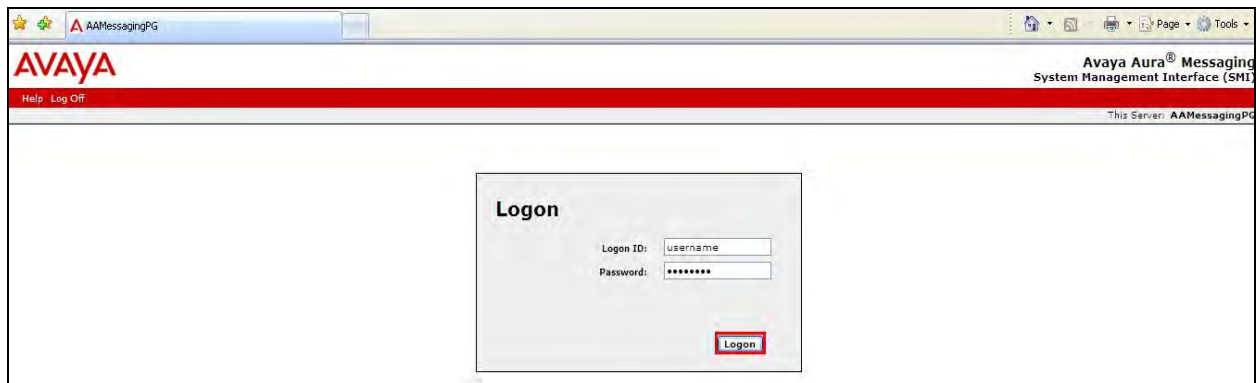 AAMessagingPG
Page Tools
AVAYA
Avaya Aura® Messaging
System Management Interface (SMI)
Help Log Off
This Server: AAMessagingPG
Logon
Logon ID: username
Password: ••••••••
Logon